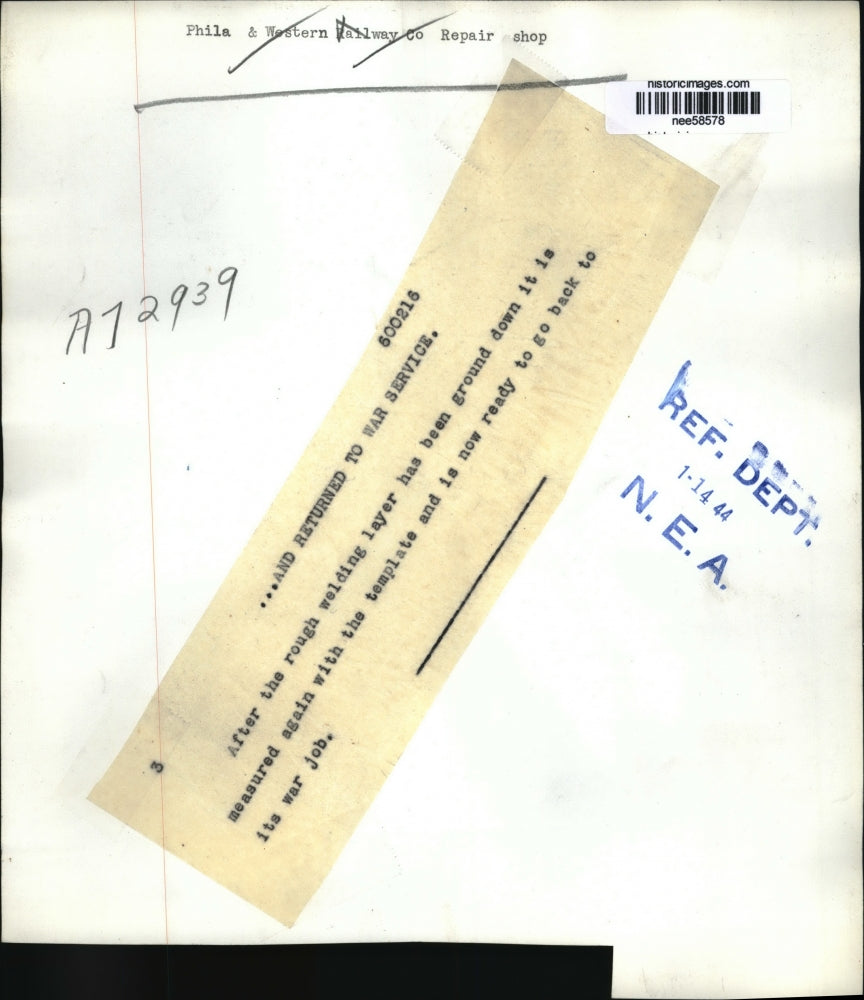 Phila & Western Railway Co Repair shop
historicimages.com
nee58578
A72939
600216
...AND RETURNED TO WAR SERVICE.
3
After the rough welding layer has been ground down it is
measured again with the template and is now ready to go back to
its war job.
REF. DEPT.
1-14 44
N. E. A.